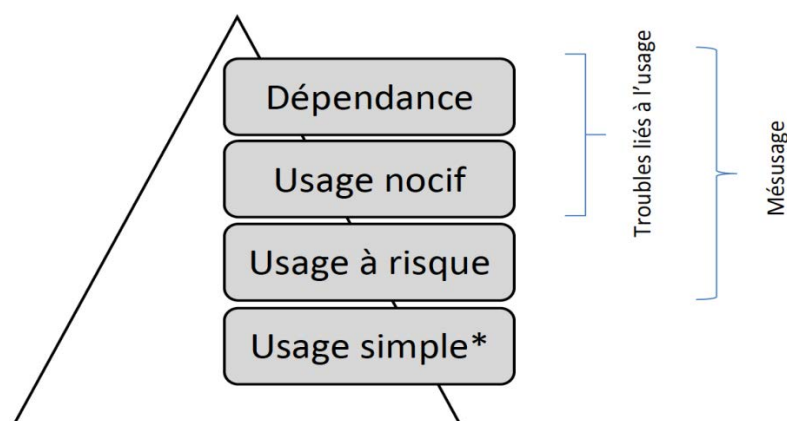 Dépendance
Usage nocif
Usage à risque
Usage simple*
Troubles liés à l’usage
Mésusage